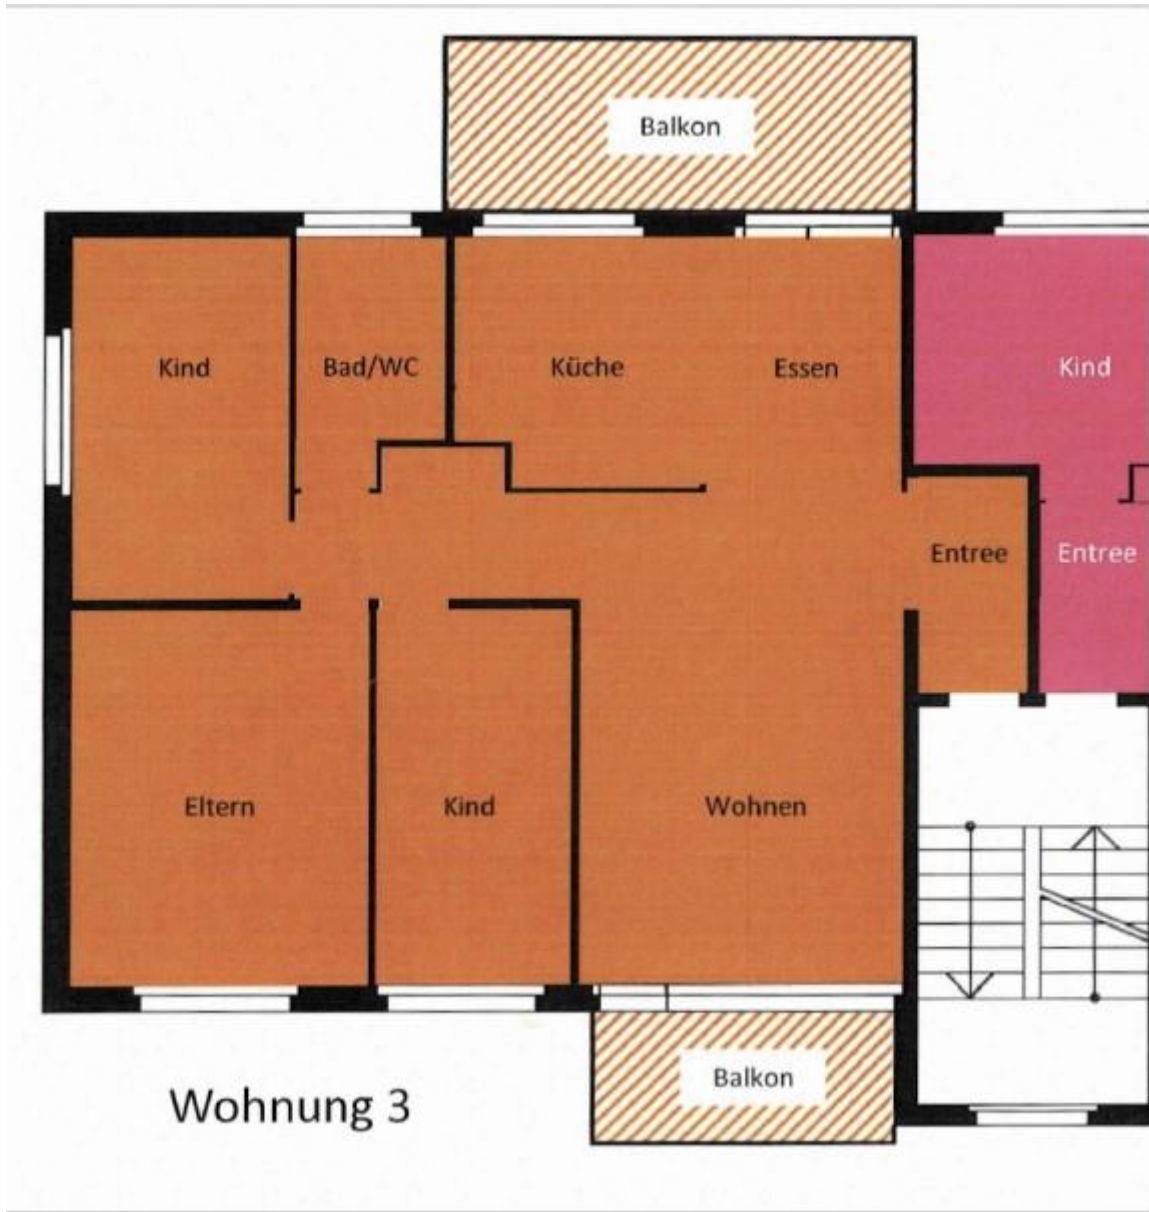 Balkon
Kind
Bad/WC
Küche
Essen
Kind
Entree
Entree
Eltern
Kind
Wohnen
Balkon
Wohnung 3